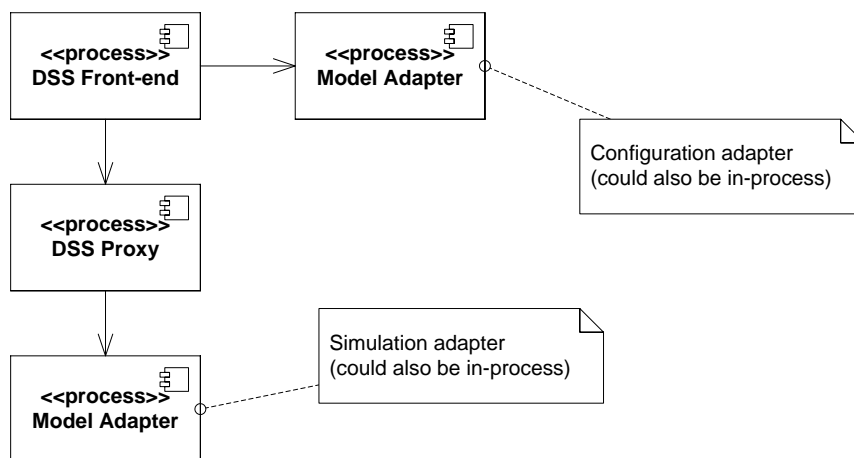 <<process>>
DSS Front-end
<<process>>
Model Adapter
Configuration adapter
(could also be in-process)
<<process>>
DSS Proxy
Simulation adapter
(could also be in-process)
<<process>>
Model Adapter